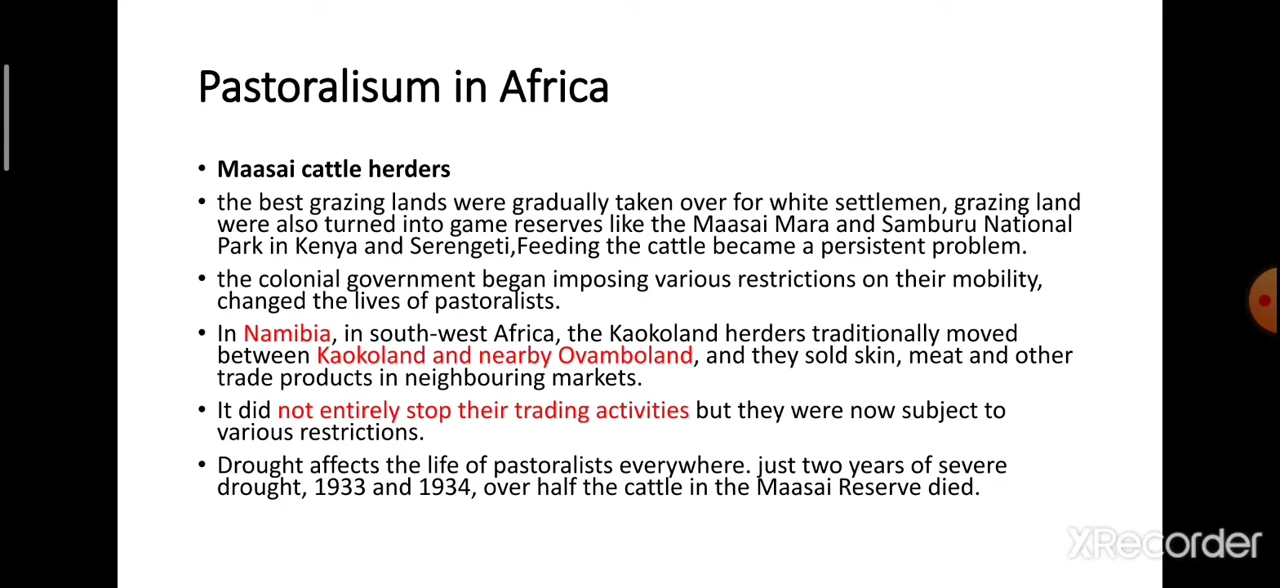 Pastoralisum in Africa
• Maasai cattle herders
• the best grazing lands were gradually taken over for white settlemen, grazing land
were also turned into game reserves like the Maasai Mara and Samburu National
Park in Kenya and Serengeti,Feeding the cattle became a persistent problem.
• the colonial government began imposing various restrictions on their mobility,
changed the lives of pastoralists.
• In Namibia, in south-west Africa, the Kaokoland herders traditionally moved
between Kaokoland and nearby Ovamboland, and they sold skin, meat and other
trade products in neighbouring markets.
• It did not entirely stop their trading activities but they were now subject to
various restrictions.
• Drought affects the life of pastoralists everywhere. just two years of severe
drought, 1933 and 1934, over half the cattle in the Maasai Reserve died.
XRecorder